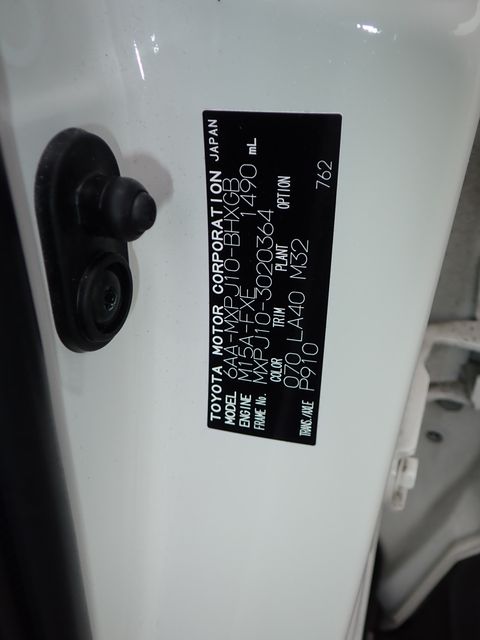 TOYOTA MOTOR CORPORATION JAPAN
MODEL 6AA-MXPJ10-BHXGB
ENGINE M15A-FXE 1490 mL
FRAME No. MXPJ10-3020364
COLOR TRIM PLANT OPTION
070 LA40 M32
TRANS./AXLE P910 762